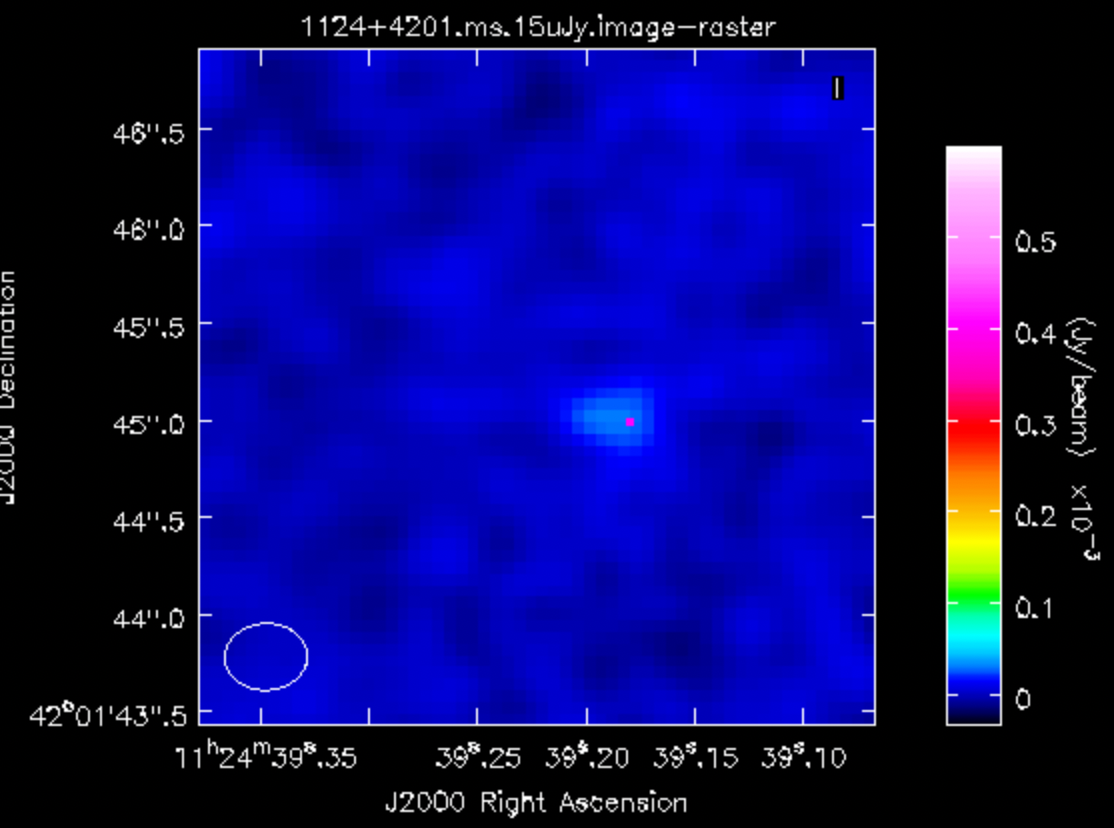 1124+4201.ms.15uJy.image-raster
I
46".5
46".0
45".5
45".0
44".5
44".0
42°01'43".5
J2000 Declination
11ʰ24ᵐ39ˢ.35
39ˢ.25
39ˢ.20
39ˢ.15
39ˢ.10
J2000 Right Ascension
0.5
0.4
0.3
0.2
0.1
0
(Jy/beam) x10⁻³